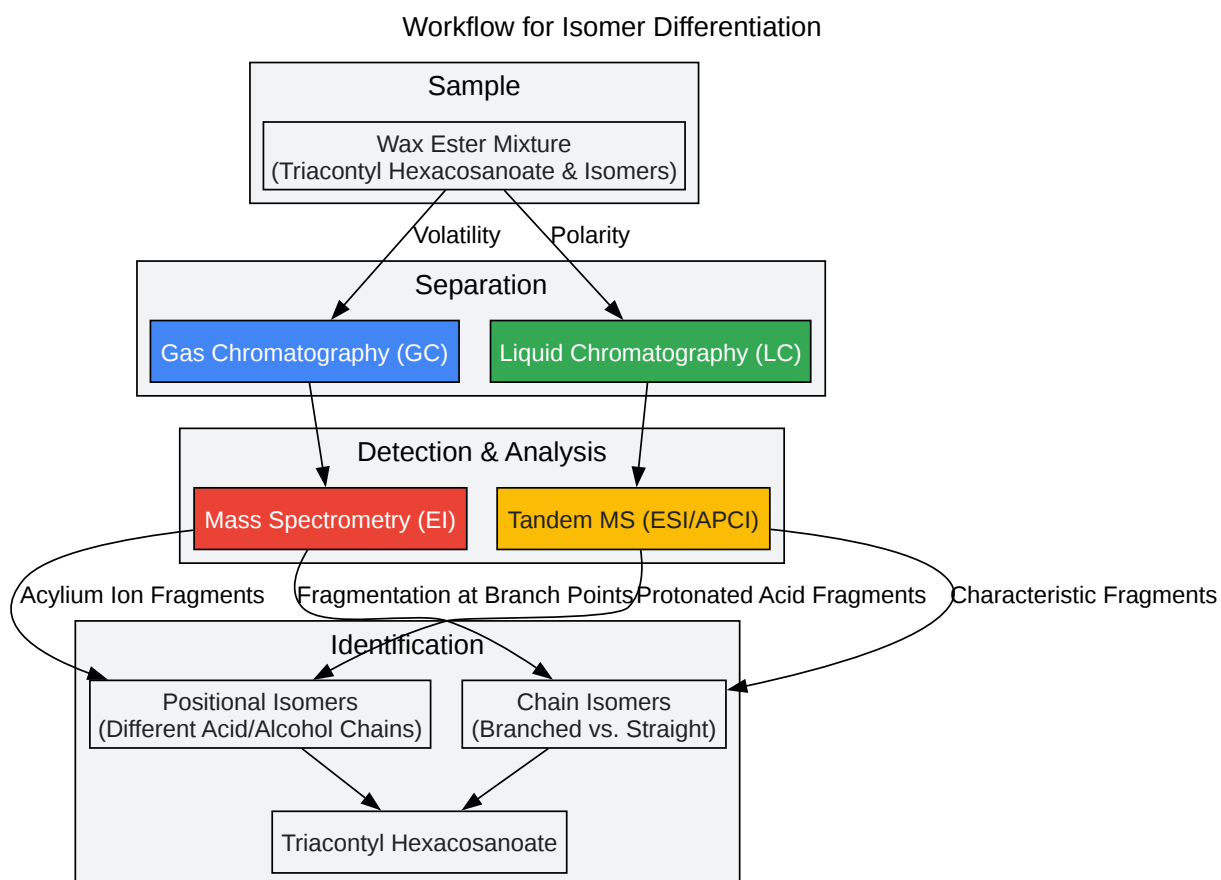 Workflow for Isomer Differentiation
Sample
Wax Ester Mixture
(Triacontyl Hexacosanoate & Isomers)
Volatility
Polarity
Separation
Gas Chromatography (GC)
Liquid Chromatography (LC)
Detection & Analysis
Mass Spectrometry (EI)
Tandem MS (ESI/APCI)
Acylium Ion Fragments
Fragmentation at Branch Points
Protonated Acid Fragments
Characteristic Fragments
Identification
Positional Isomers
(Different Acid/Alcohol Chains)
Chain Isomers
(Branched vs. Straight)
Triacontyl Hexacosanoate